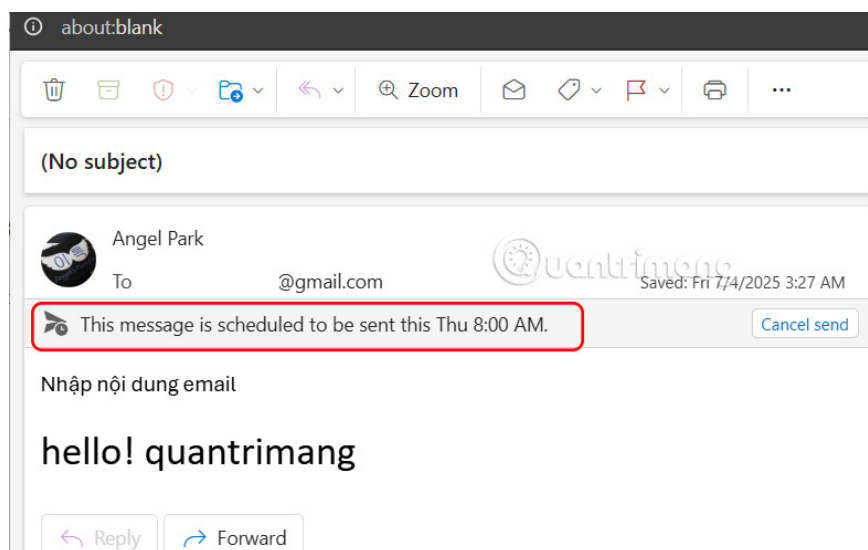 about:blank
Zoom
(No subject)
Angel Park
Quantrimang
To @gmail.com
Saved: Fri 7/4/2025 3:27 AM
This message is scheduled to be sent this Thu 8:00 AM.
Cancel send
Nhập nội dung email
hello! quantrimang
Reply Forward